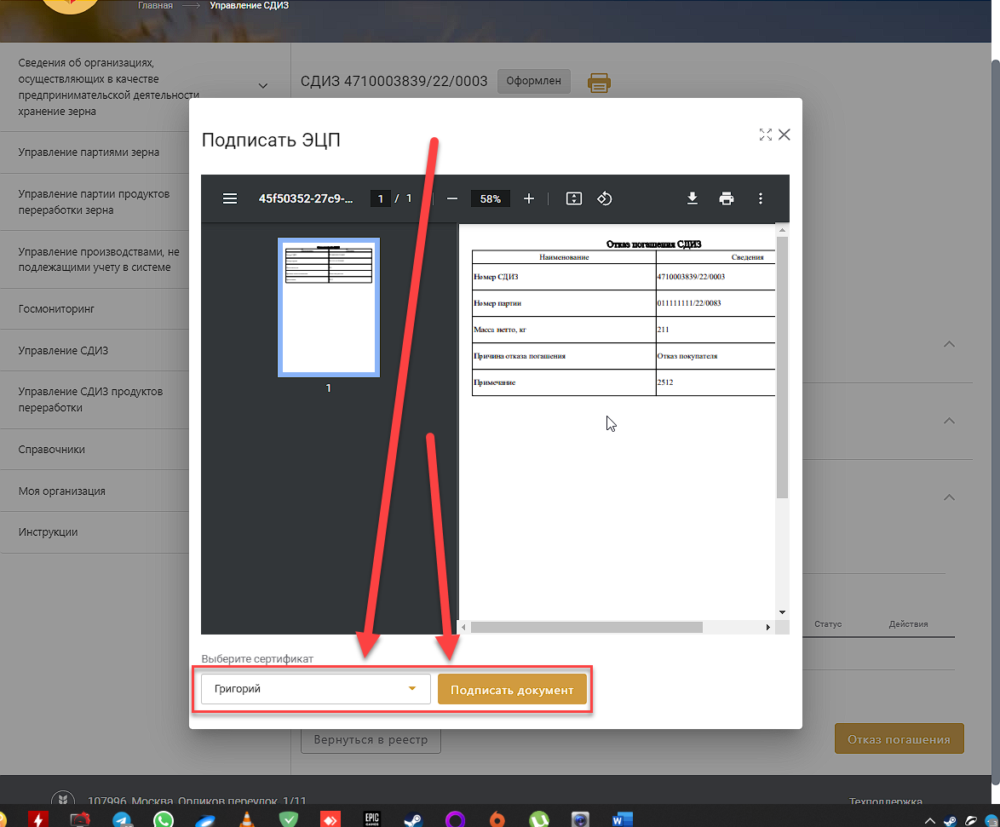 Главная → Управление СДИЗ
Сведения об организациях,
осуществляющих в качестве
предпринимательской деятельности
хранение зерна
Управление партиями зерна
Управление партии продуктов
переработки зерна
Управление производствами, не
подлежащими учету в системе
Госмониторинг
Управление СДИЗ
Управление СДИЗ продуктов
переработки
Справочники
Моя организация
Инструкции
СДИЗ 4710003839/22/0003 Оформлен
Подписать ЭЦП
45f50352-27c9-... 1 / 1 58%
1
Отказ погашения СДИЗ
Наименование Сведения
Номер СДИЗ 4710003839/22/0003
Номер партии 011111111/22/0083
Масса нетто, кг 211
Причина отказа погашения Отказ покупателя
Примечание 2512
Выберите сертификат
Григорий Подписать документ
Статус Действия
Вернуться в реестр Отказ погашения
107996, Москва, Орликов переулок, 1/11 Техподдержка
EPIC
GAMES
W